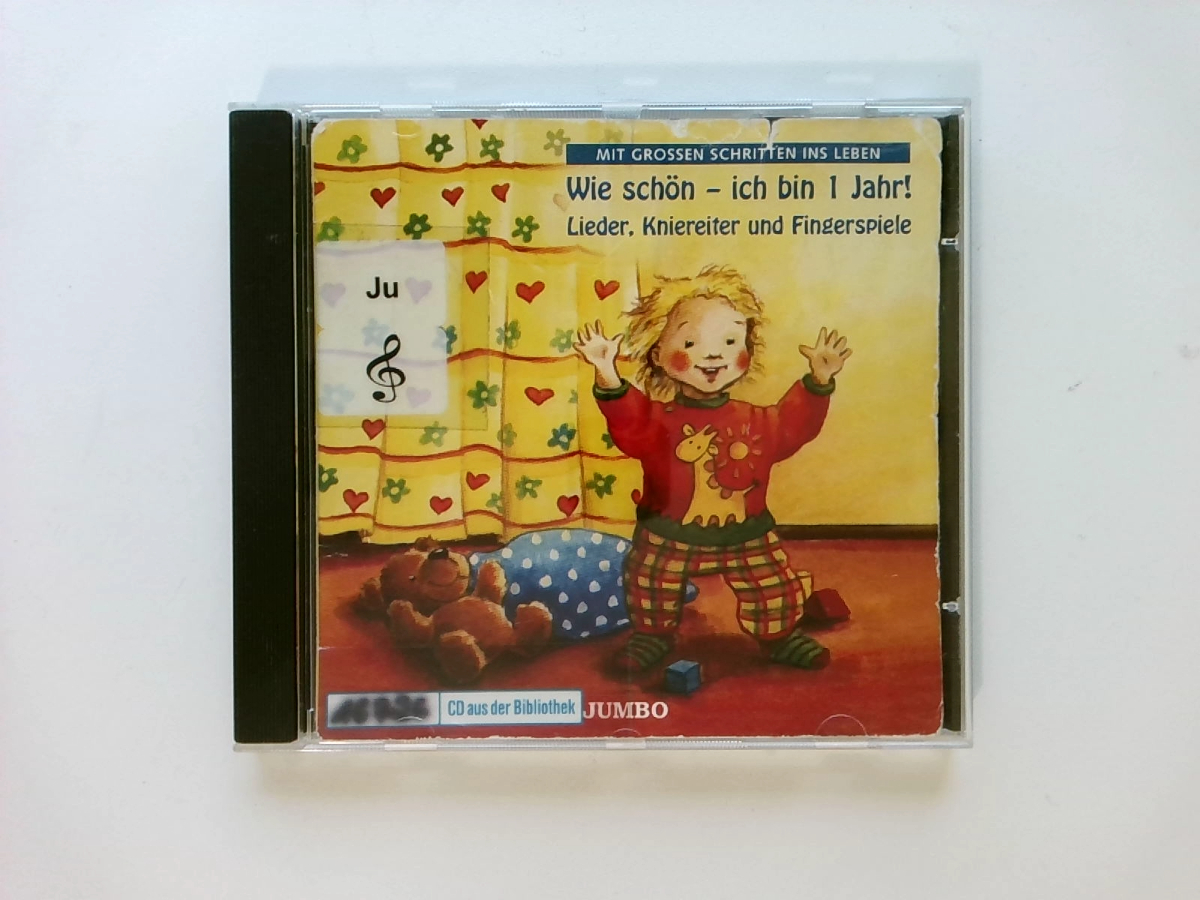 MIT GROSSEN SCHRITTEN INS LEBEN
Wie schön – ich bin 1 Jahr!
Lieder, Kniereiter und Fingerspiele
Ju
CD aus der Bibliothek
JUMBO